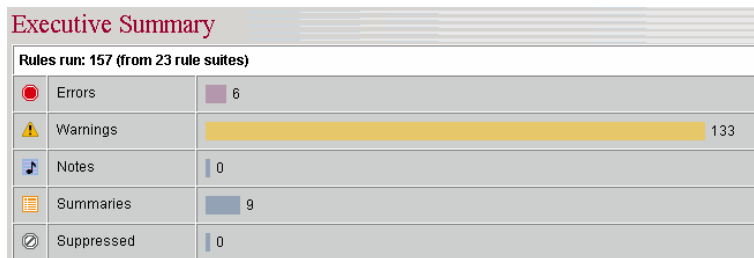 Executive Summary
Rules run: 157 (from 23 rule suites)
Errors 6
Warnings 133
Notes 0
Summaries 9
Suppressed 0